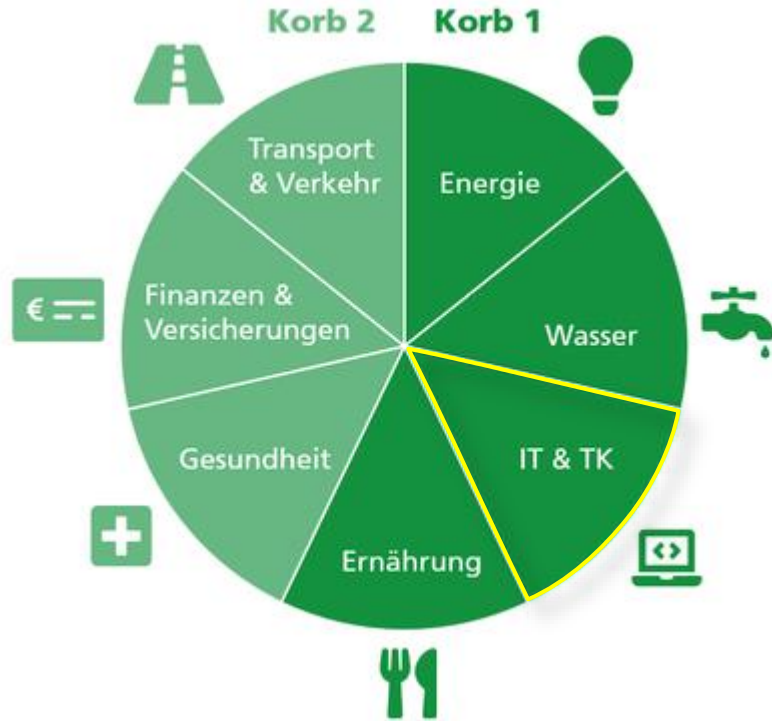 Korb 2 Korb 1
Transport
& Verkehr
Energie
Finanzen &
Versicherungen
Wasser
Gesundheit
IT & TK
Ernährung
€
<>